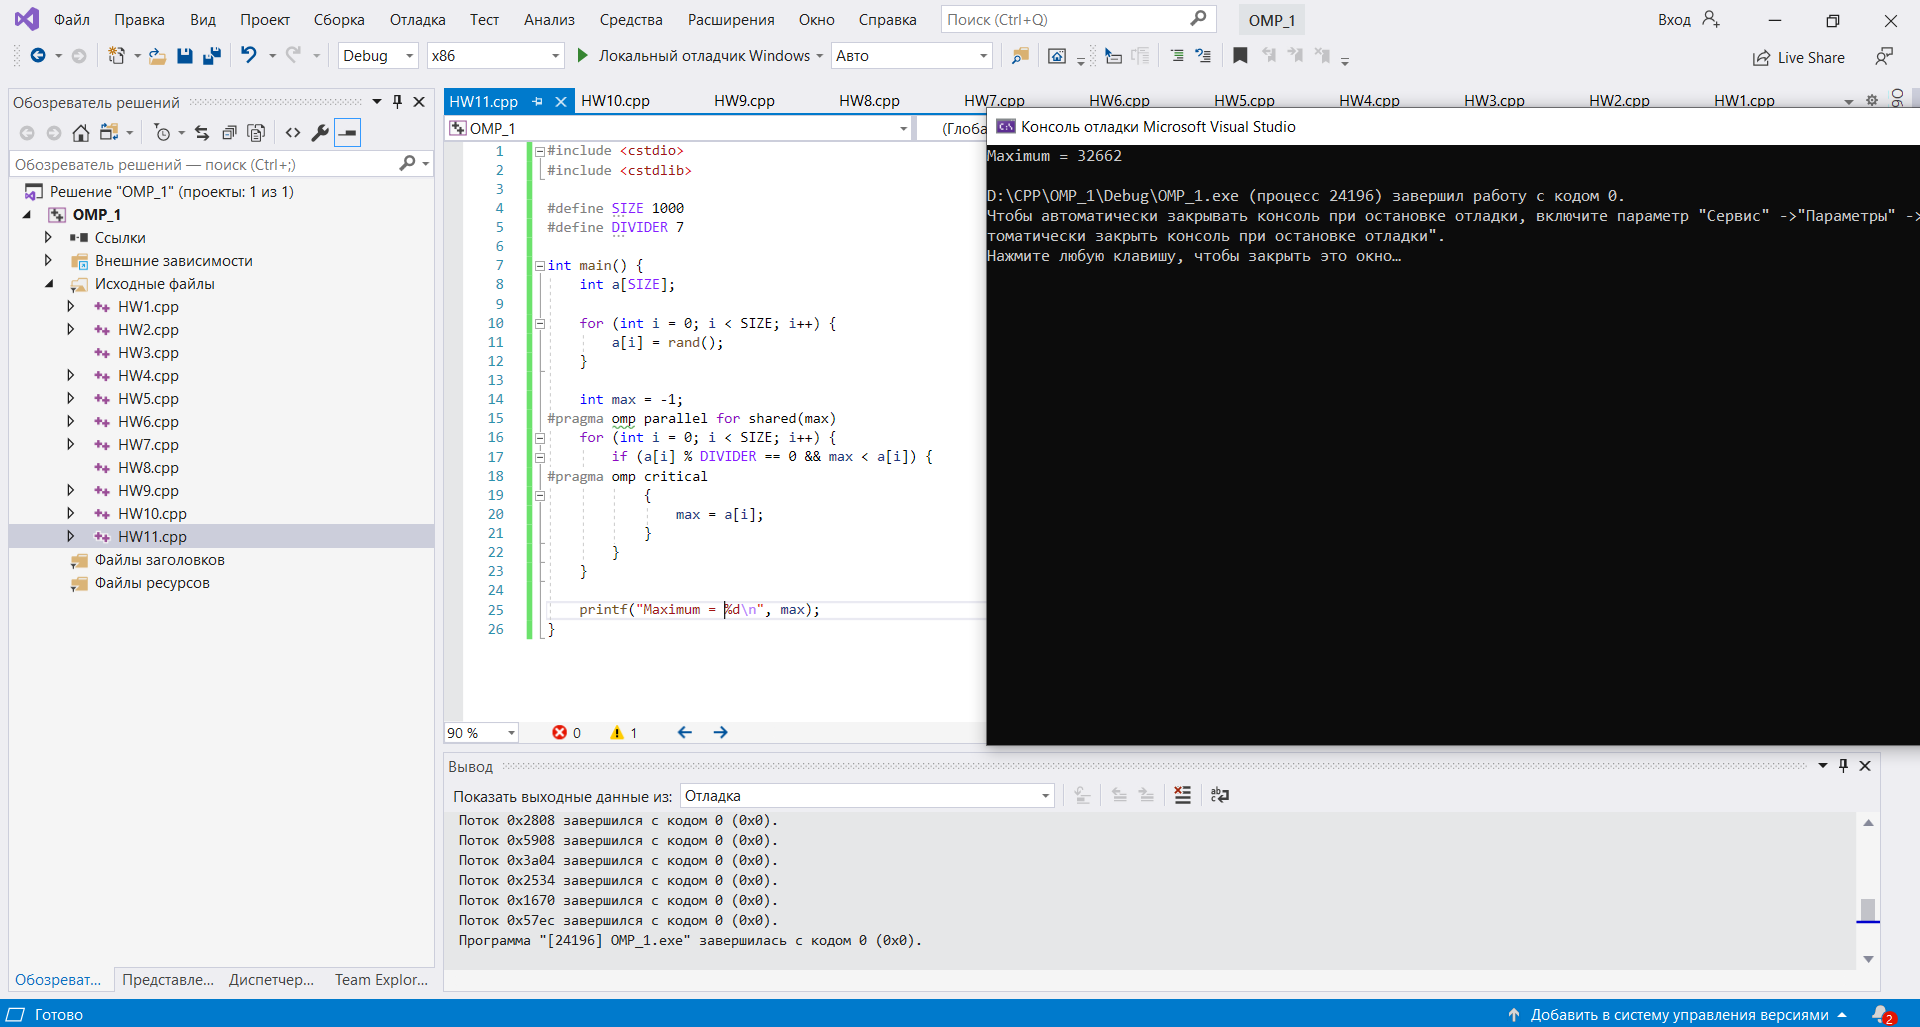 Файл Правка Вид Проект Сборка Отладка Тест Анализ Средства Расширения Окно Справка Поиск (Ctrl+Q) OMP_1 Вход
Debug x86 Локальный отладчик Windows Авто Live Share
Обозреватель решений
Обозреватель решений — поиск (Ctrl+;)
Решение "OMP_1" (проекты: 1 из 1)
OMP_1
Ссылки
Внешние зависимости
Исходные файлы
HW1.cpp
HW2.cpp
HW3.cpp
HW4.cpp
HW5.cpp
HW6.cpp
HW7.cpp
HW8.cpp
HW9.cpp
HW10.cpp
HW11.cpp
Файлы заголовков
Файлы ресурсов
Обозреват... Представле... Диспетчер... Team Explor...
HW11.cpp HW10.cpp HW9.cpp HW8.cpp HW7.cpp HW6.cpp HW5.cpp HW4.cpp HW3.cpp HW2.cpp HW1.cpp
OMP_1 (Глоба
1 #include <cstdio>
2 #include <cstdlib>
3
4 #define SIZE 1000
5 #define DIVIDER 7
6
7 int main() {
8 int a[SIZE];
9
10 for (int i = 0; i < SIZE; i++) {
11 a[i] = rand();
12 }
13
14 int max = -1;
15 #pragma omp parallel for shared(max)
16 for (int i = 0; i < SIZE; i++) {
17 if (a[i] % DIVIDER == 0 && max < a[i]) {
18 #pragma omp critical
19 {
20 max = a[i];
21 }
22 }
23 }
24
25 printf("Maximum = %d\n", max);
26 }
90 % 0 1
Консоль отладки Microsoft Visual Studio
Maximum = 32662
D:\CPP\OMP_1\Debug\OMP_1.exe (процесс 24196) завершил работу с кодом 0.
Чтобы автоматически закрывать консоль при остановке отладки, включите параметр "Сервис" ->"Параметры" ->
томатически закрыть консоль при остановке отладки".
Нажмите любую клавишу, чтобы закрыть это окно…
Вывод
Показать выходные данные из: Отладка
Поток 0x2808 завершился с кодом 0 (0x0).
Поток 0x5908 завершился с кодом 0 (0x0).
Поток 0x3a04 завершился с кодом 0 (0x0).
Поток 0x2534 завершился с кодом 0 (0x0).
Поток 0x1670 завершился с кодом 0 (0x0).
Поток 0x57ec завершился с кодом 0 (0x0).
Программа "[24196] OMP_1.exe" завершилась с кодом 0 (0x0).
Готово Добавить в систему управления версиями 2